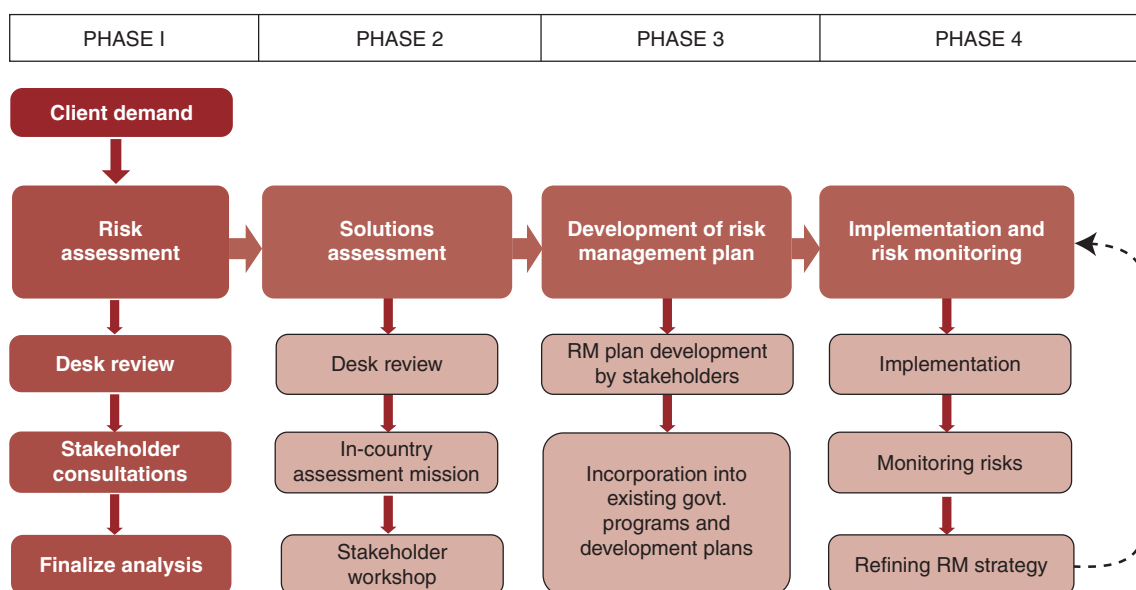 PHASE I
PHASE 2
PHASE 3
PHASE 4
Client demand
Risk
assessment
Solutions
assessment
Development of risk
management plan
Implementation and
risk monitoring
Desk review
Desk review
RM plan development
by stakeholders
Implementation
Stakeholder
consultations
In-country
assessment mission
Incorporation into
existing govt.
programs and
development plans
Monitoring risks
Finalize analysis
Stakeholder
workshop
Refining RM strategy